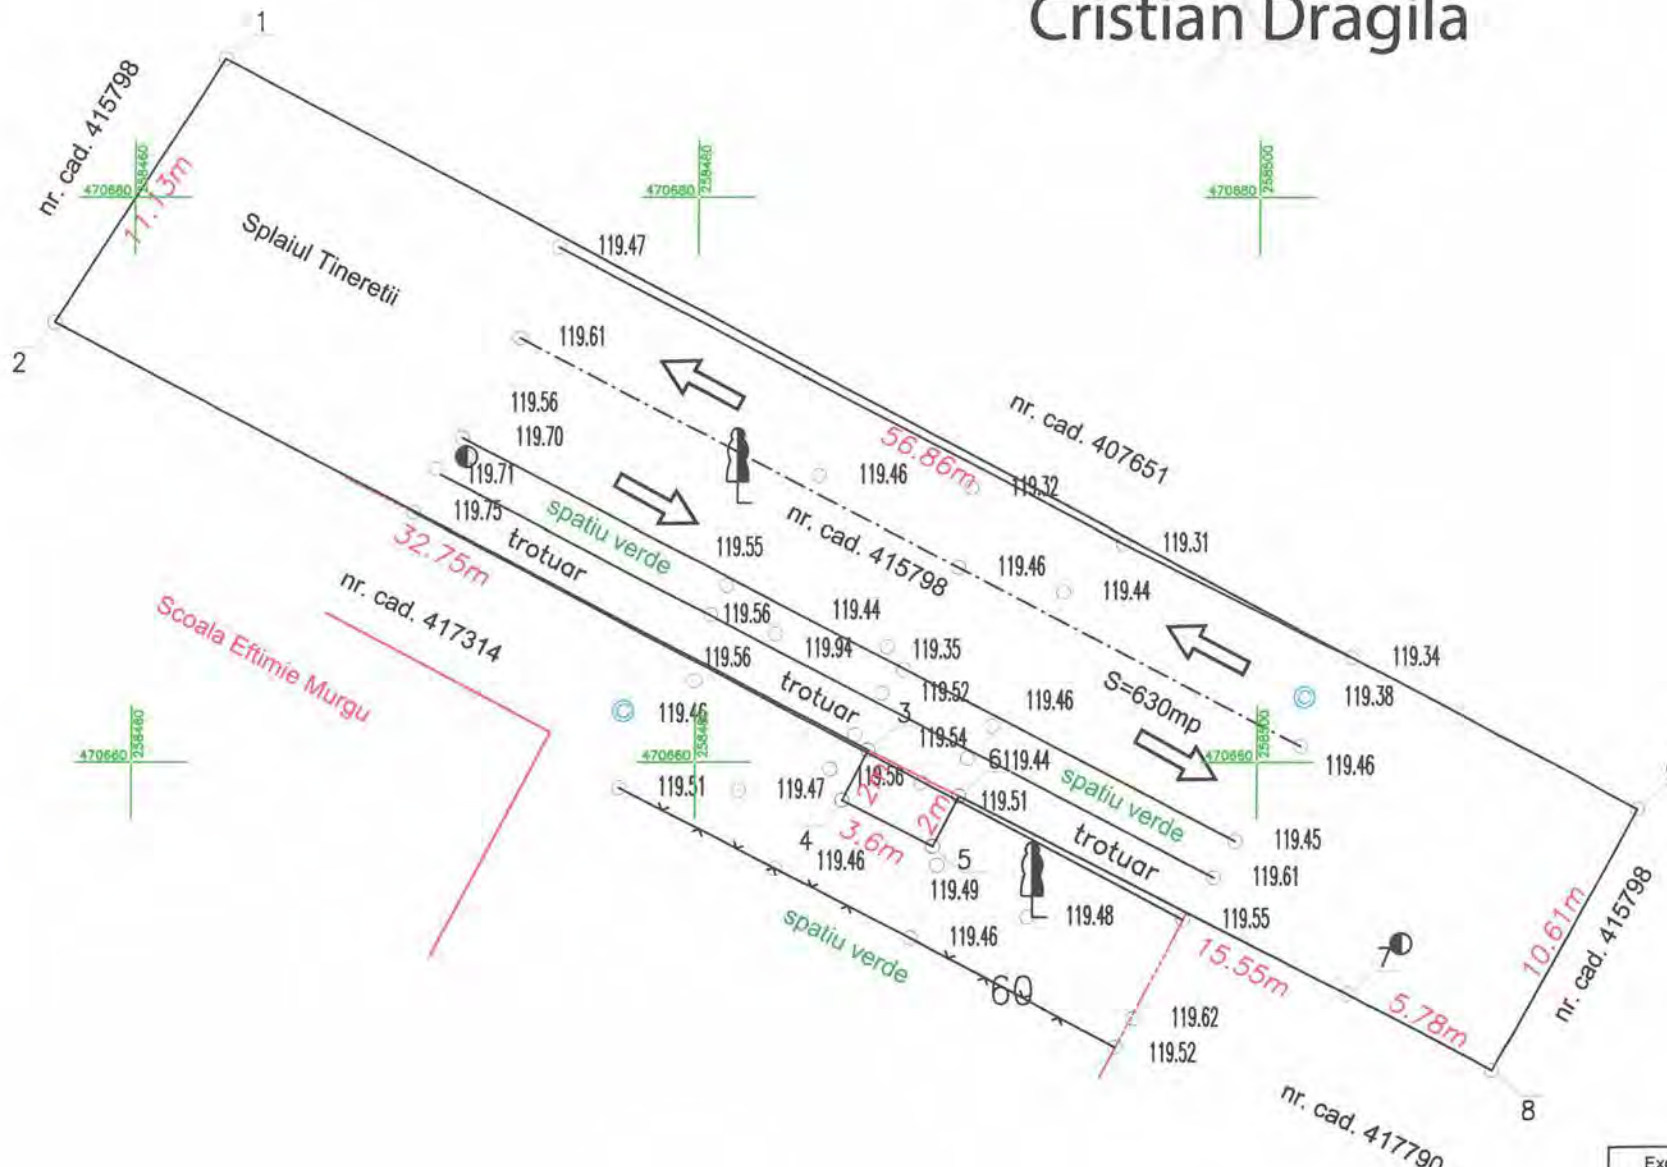 Cristian Dragila
1
nr. cad. 415798
11.13m
470680
258460
470680
258480
470680
258500
Splaiul Tineretii
119.47
2
119.61
119.56
119.70
119.71
119.75
56.86m
nr. cad. 407651
119.46
119.32
119.31
nr. cad. 415798
spatiu verde
trotuar
32.75m
nr. cad. 417314
Scoala Eftimie Murgu
119.55
119.46
119.44
119.56
119.44
119.94
119.35
119.56
119.52
119.46
119.34
119.38
S=630mp
trotuar
3
119.46
119.54
6
119.44
119.46
470660
258460
470660
258480
470660
258500
119.51
119.47
119.56
2m
2m
3.6m
119.51
spatiu verde
trotuar
119.45
4
119.46
5
119.49
119.61
119.48
119.55
spatiu verde
119.46
60
15.55m
7
5.78m
10.61m
nr. cad. 415798
119.62
119.52
8
nr. cad. 417790